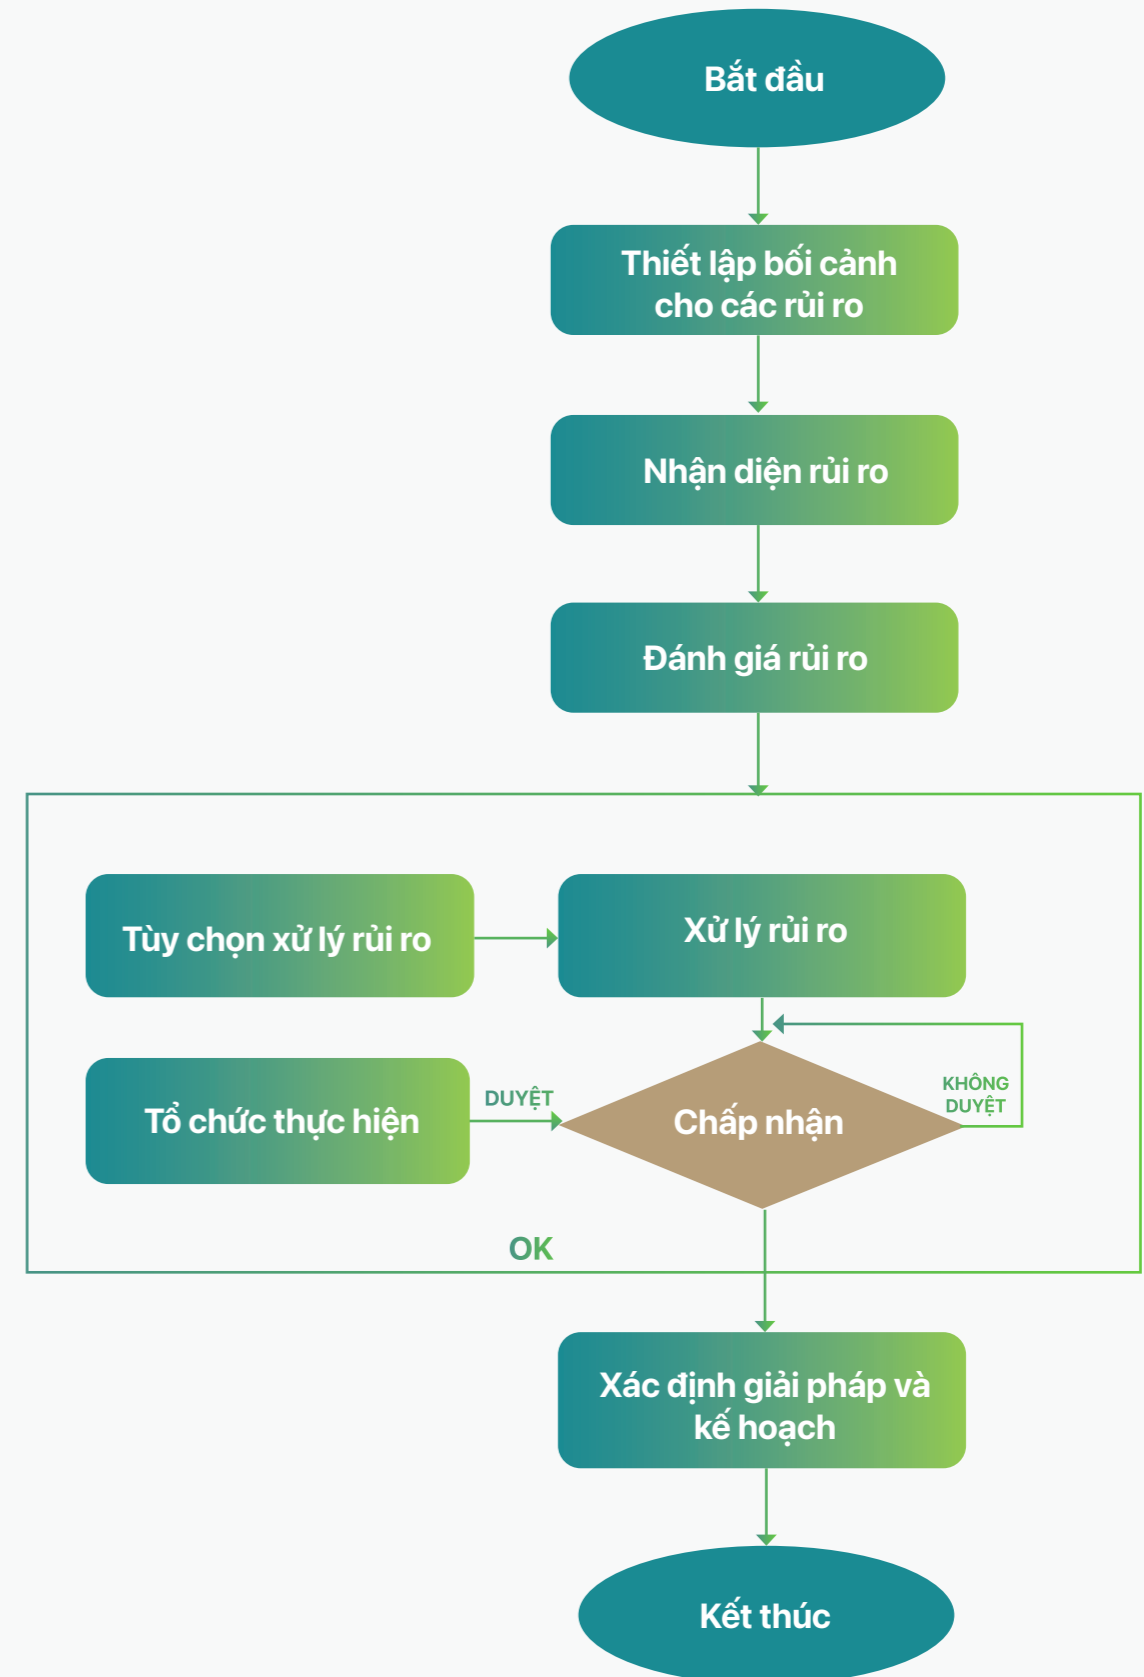 Bắt đầu
Thiết lập bối cảnh
cho các rủi ro
Nhận diện rủi ro
Đánh giá rủi ro
Tùy chọn xử lý rủi ro
Xử lý rủi ro
Tổ chức thực hiện
DUYỆT
Chấp nhận
KHÔNG
DUYỆT
OK
Xác định giải pháp và
kế hoạch
Kết thúc